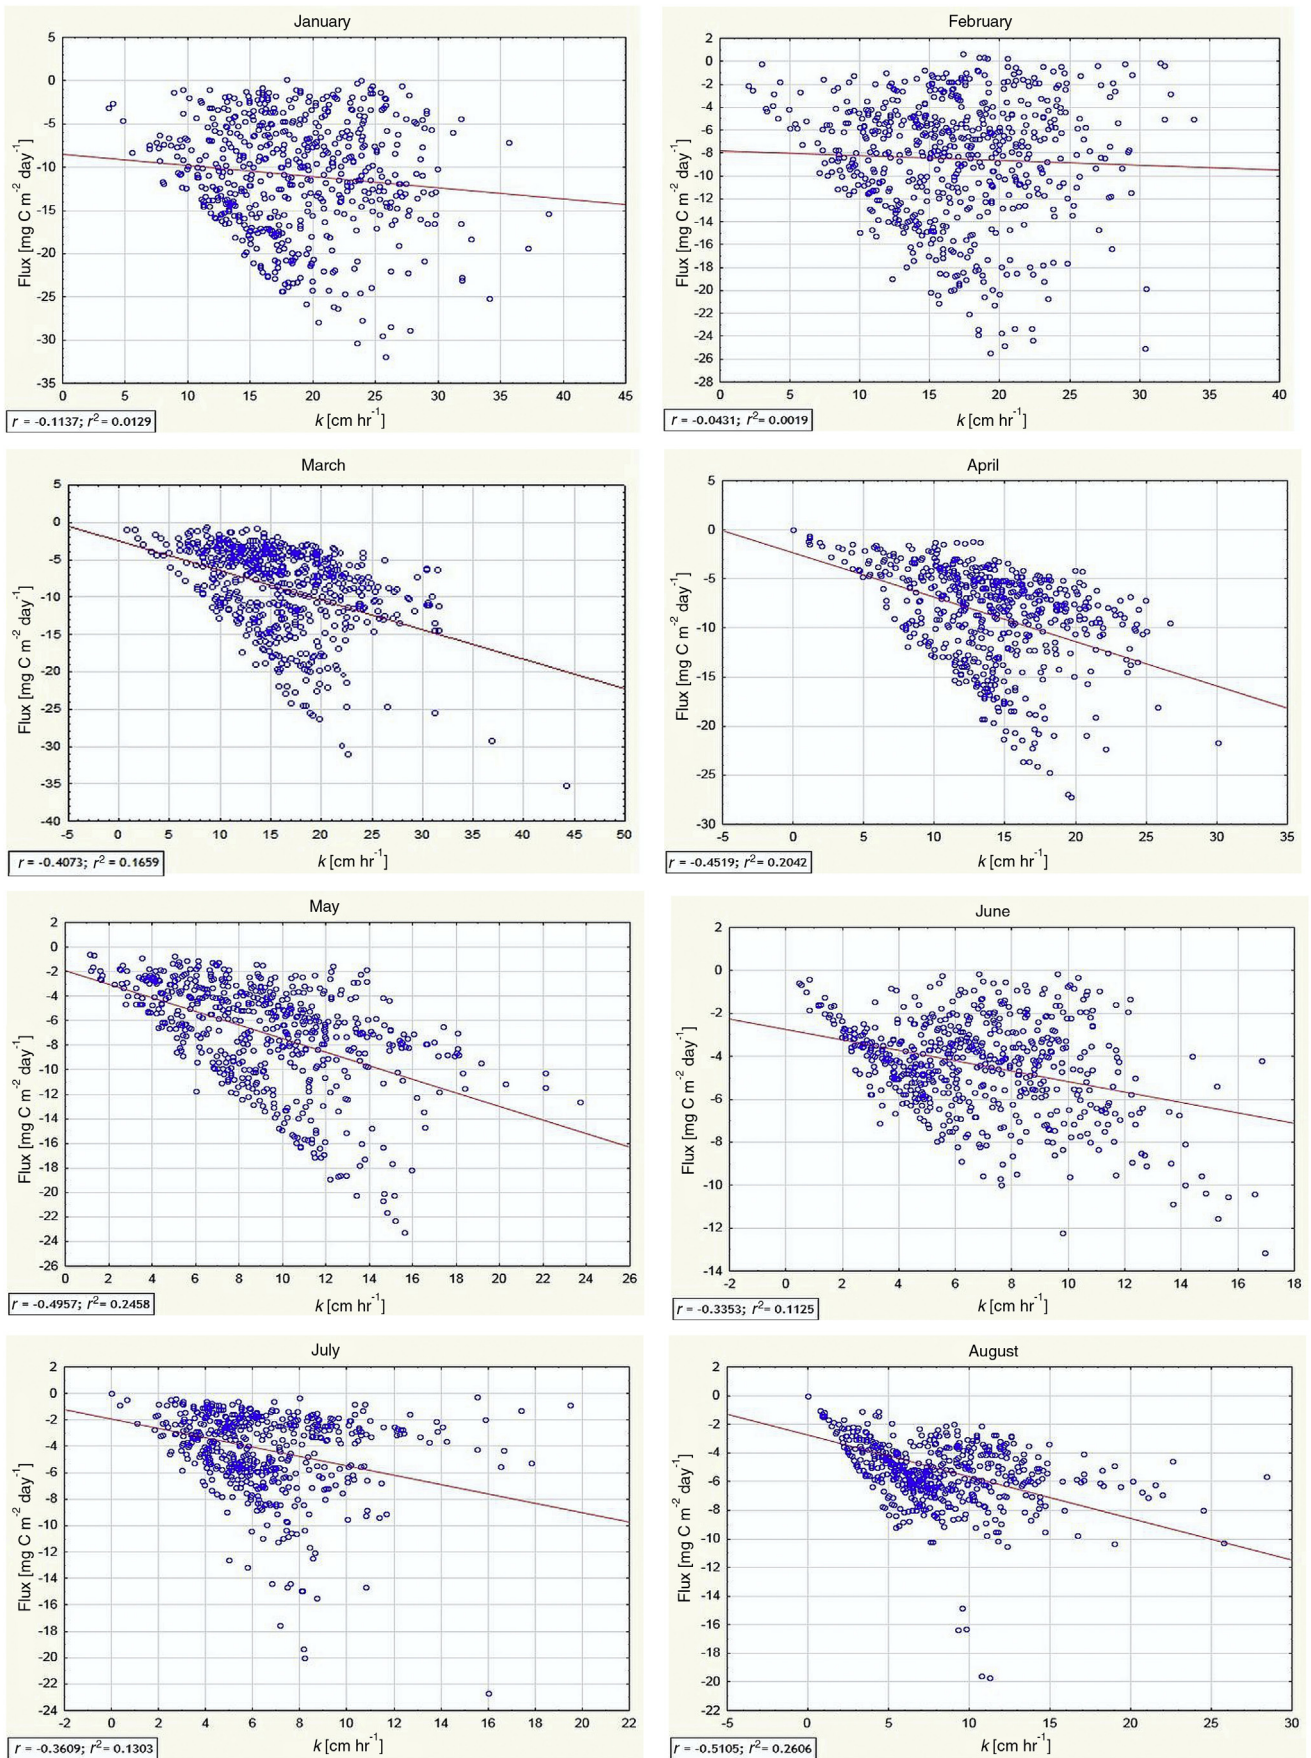 January
5
0
-5
-10
-15
-20
-25
-30
-35
Flux [mg C m-2 day-1]
0 5 10 15 20 25 30 35 40 45
k [cm hr-1]
r = -0.1137; r2 = 0.0129
February
2
0
-2
-4
-6
-8
-10
-12
-14
-16
-18
-20
-22
-24
-26
-28
Flux [mg C m-2 day-1]
0 5 10 15 20 25 30 35 40
k [cm hr-1]
r = -0.0431; r2 = 0.0019
March
5
0
-5
-10
-15
-20
-25
-30
-35
-40
Flux [mg C m-2 day-1]
-5 0 5 10 15 20 25 30 35 40 45 50
k [cm hr-1]
r = -0.4073; r2 = 0.1659
April
5
0
-5
-10
-15
-20
-25
-30
Flux [mg C m-2 day-1]
-5 0 5 10 15 20 25 30 35
k [cm hr-1]
r = -0.4519; r2 = 0.2042
May
2
0
-2
-4
-6
-8
-10
-12
-14
-16
-18
-20
-22
-24
-26
Flux [mg C m-2 day-1]
0 2 4 6 8 10 12 14 16 18 20 22 24 26
k [cm hr-1]
r = -0.4957; r2 = 0.2458
June
2
0
-2
-4
-6
-8
-10
-12
-14
Flux [mg C m-2 day-1]
-2 0 2 4 6 8 10 12 14 16 18
k [cm hr-1]
r = -0.3353; r2 = 0.1125
July
2
0
-2
-4
-6
-8
-10
-12
-14
-16
-18
-20
-22
-24
Flux [mg C m-2 day-1]
-2 0 2 4 6 8 10 12 14 16 18 20 22
k [cm hr-1]
r = -0.3609; r2 = 0.1303
August
2
0
-2
-4
-6
-8
-10
-12
-14
-16
-18
-20
-22
Flux [mg C m-2 day-1]
-5 0 5 10 15 20 25 30
k [cm hr-1]
r = -0.5105; r2 = 0.2606